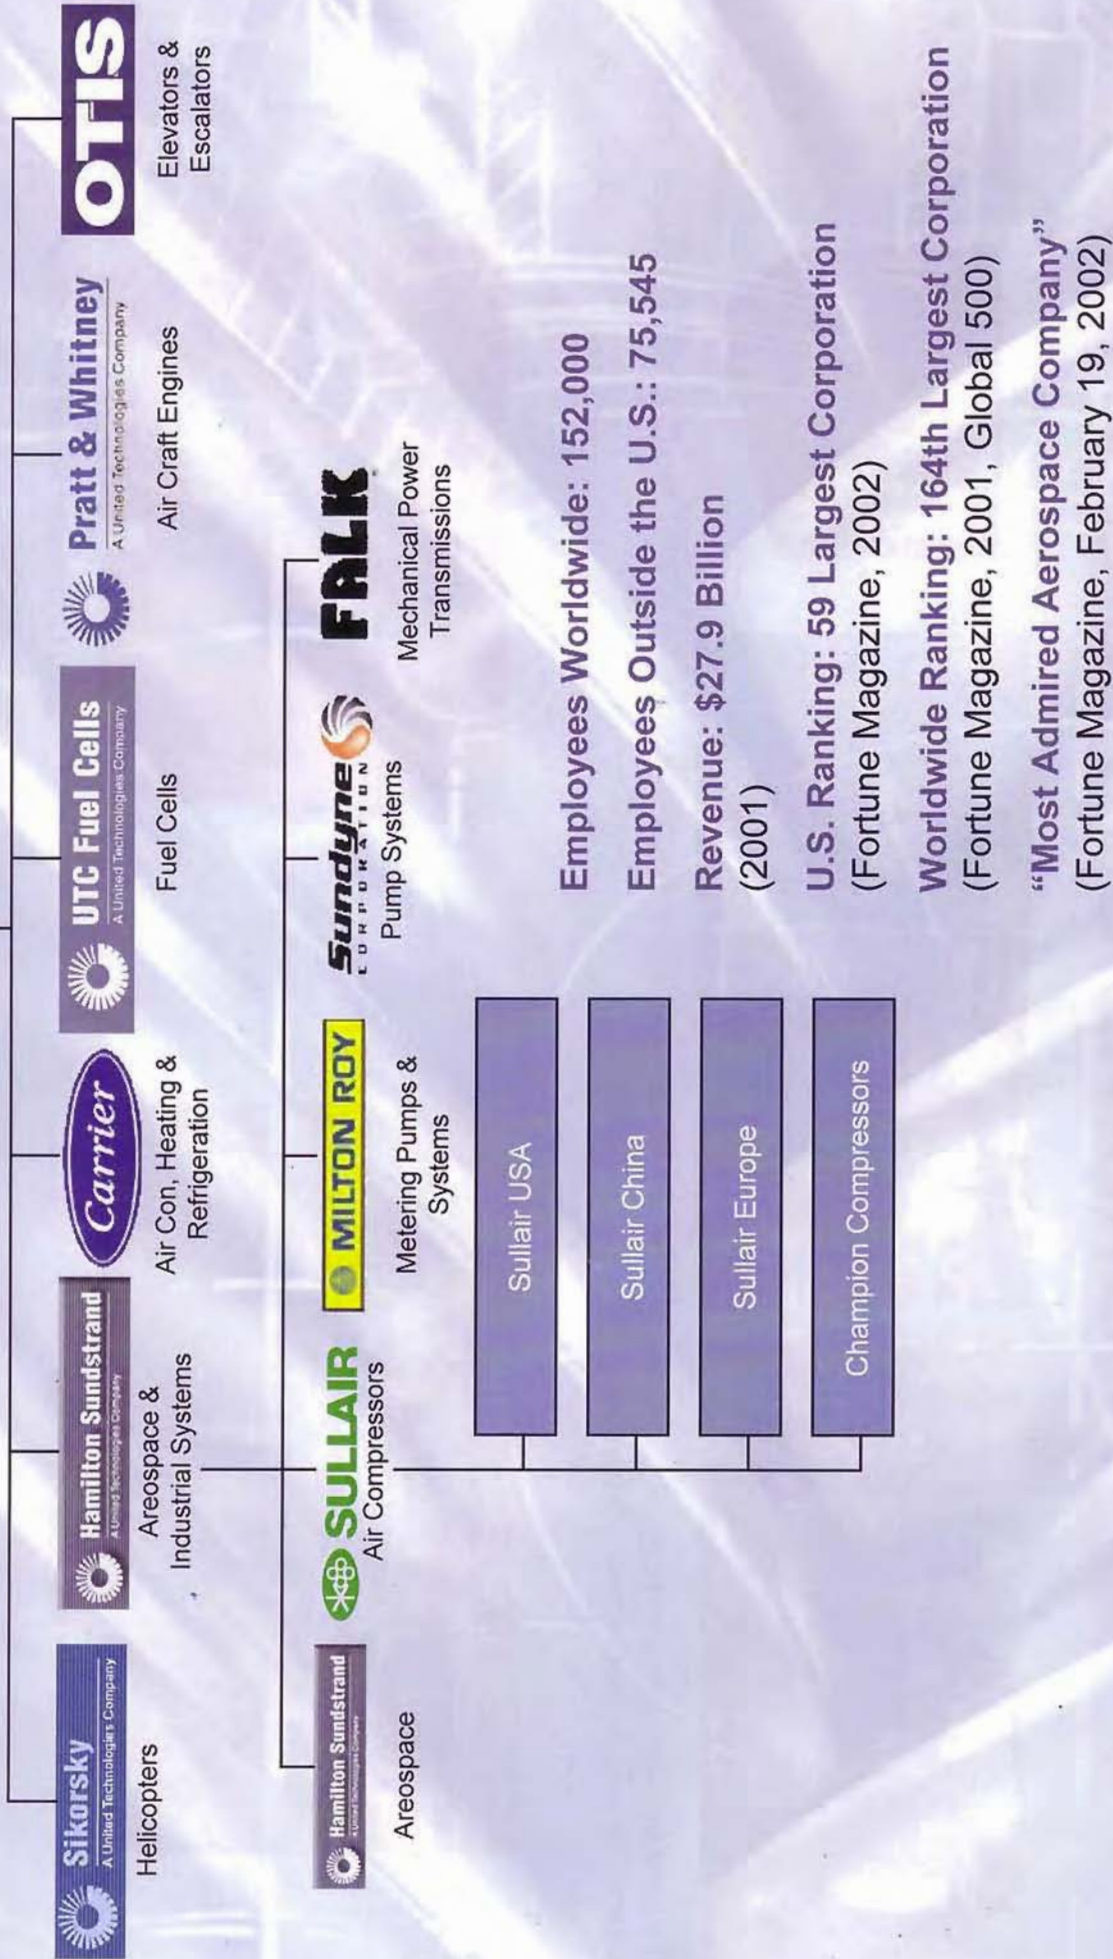 Sikorsky
A United Technologies Company
Helicopters
Hamilton Sundstrand
A United Technologies Company
Areospace &
Industrial Systems
Carrier
Air Con, Heating &
Refrigeration
UTC Fuel Cells
A United Technologies Company
Fuel Cells
Pratt & Whitney
A United Technologies Company
Air Craft Engines
OTIS
Elevators &
Escalators
Hamilton Sundstrand
A United Technologies Company
Areospace
SULLAIR
Air Compressors
MILTON ROY
Metering Pumps &
Systems
Sundyne
CORPORATION
Pump Systems
FALK
Mechanical Power
Transmissions
Sullair USA
Sullair China
Sullair Europe
Champion Compressors
Employees Worldwide: 152,000
Employees Outside the U.S.: 75,545
Revenue: $27.9 Billion
(2001)
U.S. Ranking: 59 Largest Corporation
(Fortune Magazine, 2002)
Worldwide Ranking: 164th Largest Corporation
(Fortune Magazine, 2001, Global 500)
“Most Admired Aerospace Company”
(Fortune Magazine, February 19, 2002)